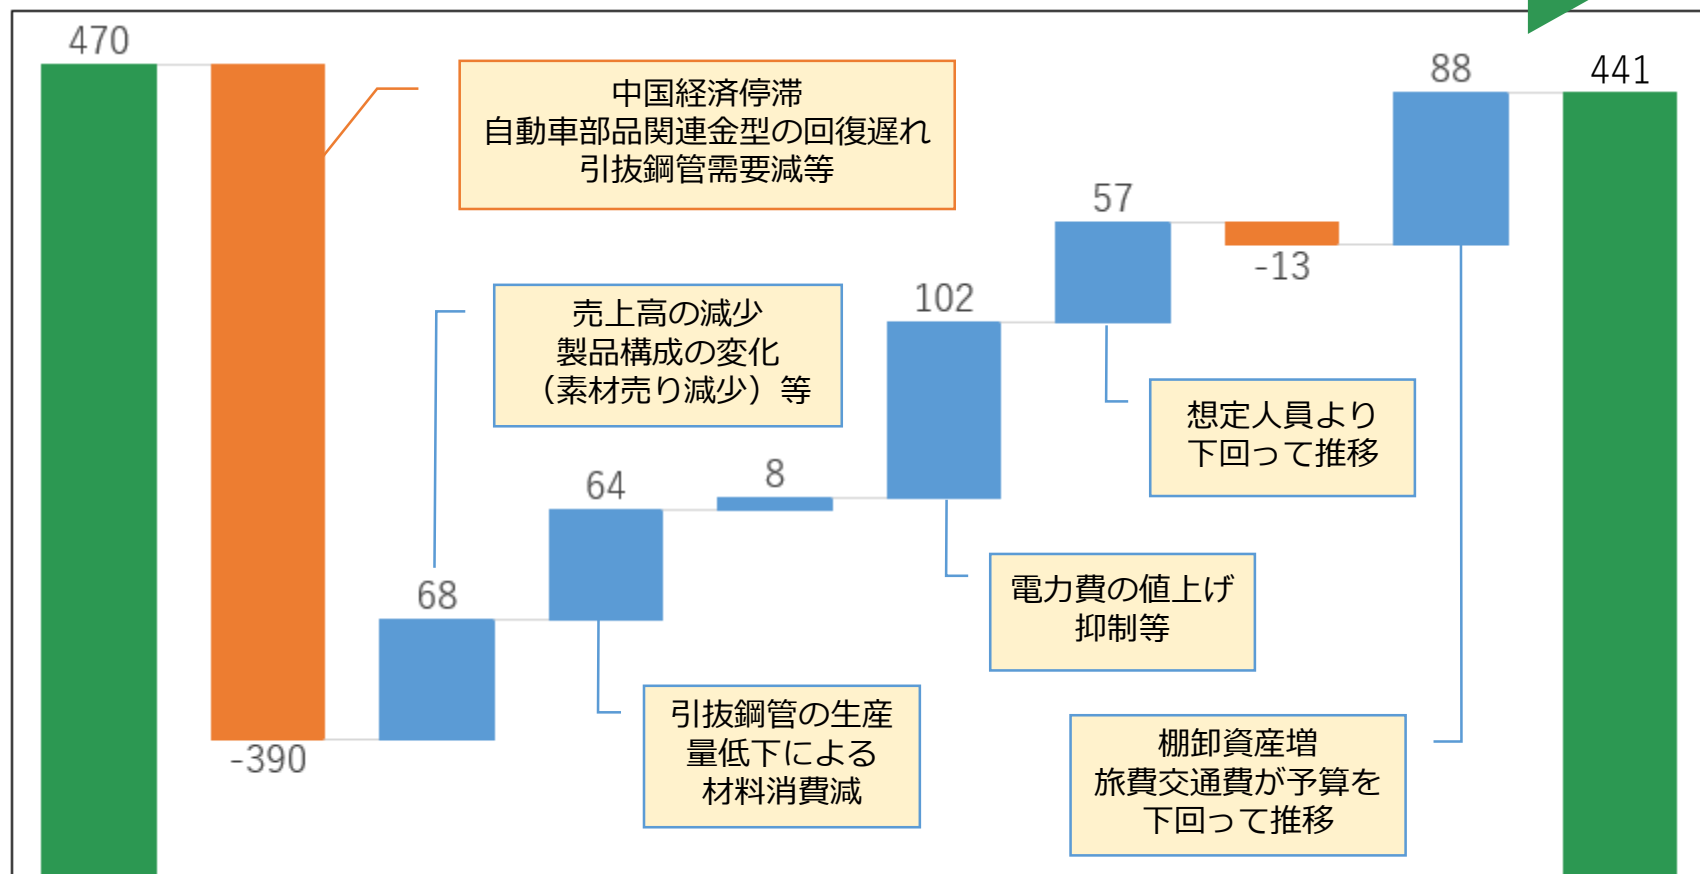 470
中国経済停滞
自動車部品関連金型の回復遅れ
引抜鋼管需要減等
-390
売上高の減少
製品構成の変化
（素材売り減少）等
68
64
引抜鋼管の生産
量低下による
材料消費減
8
102
電力費の値上げ
抑制等
57
想定人員より
下回って推移
-13
88
棚卸資産増
旅費交通費が予算を
下回って推移
441